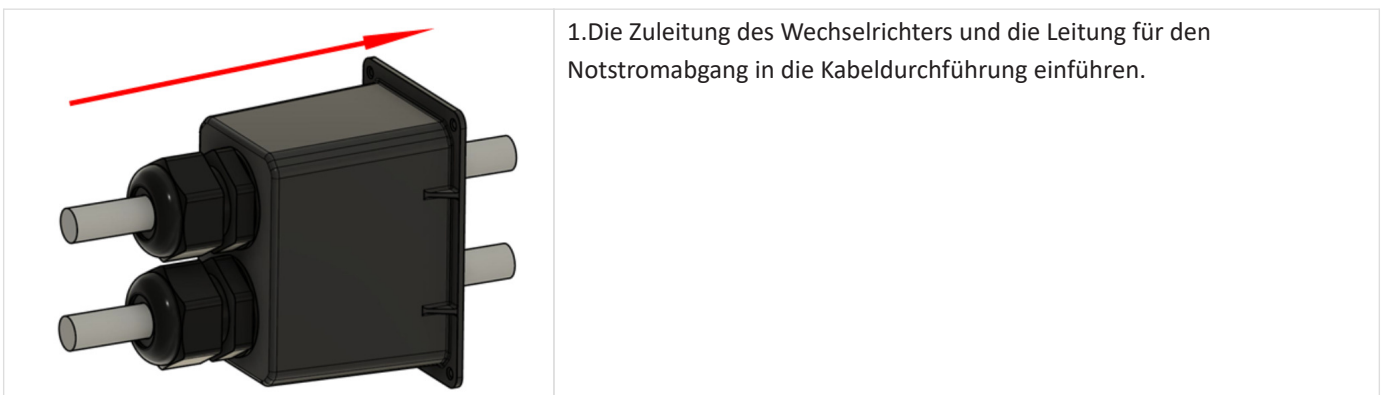 1.Die Zuleitung des Wechselrichters und die Leitung für den
Notstromabgang in die Kabeldurchführung einführen.